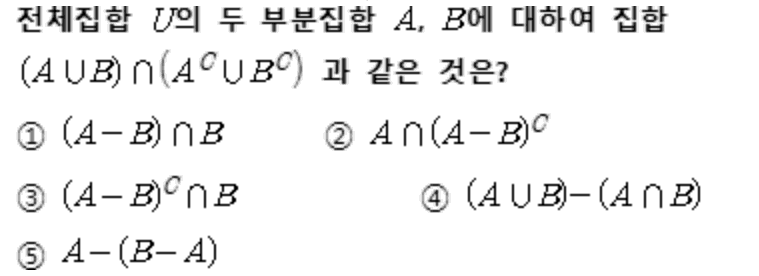 전체집합 U의 두 부분집합 A, B에 대하여 집합
(A∪B)∩(A^C∪B^C) 과 같은 것은?
① (A−B)∩B ② A∩(A−B)^C
③ (A−B)^C∩B ④ (A∪B)−(A∩B)
⑤ A−(B−A)